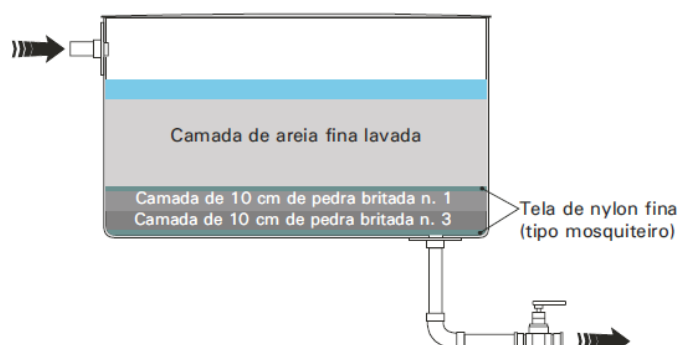 Camada de areia fina lavada
Camada de 10 cm de pedra britada n. 1
Camada de 10 cm de pedra britada n. 3
Tela de nylon fina
(tipo mosquiteiro)